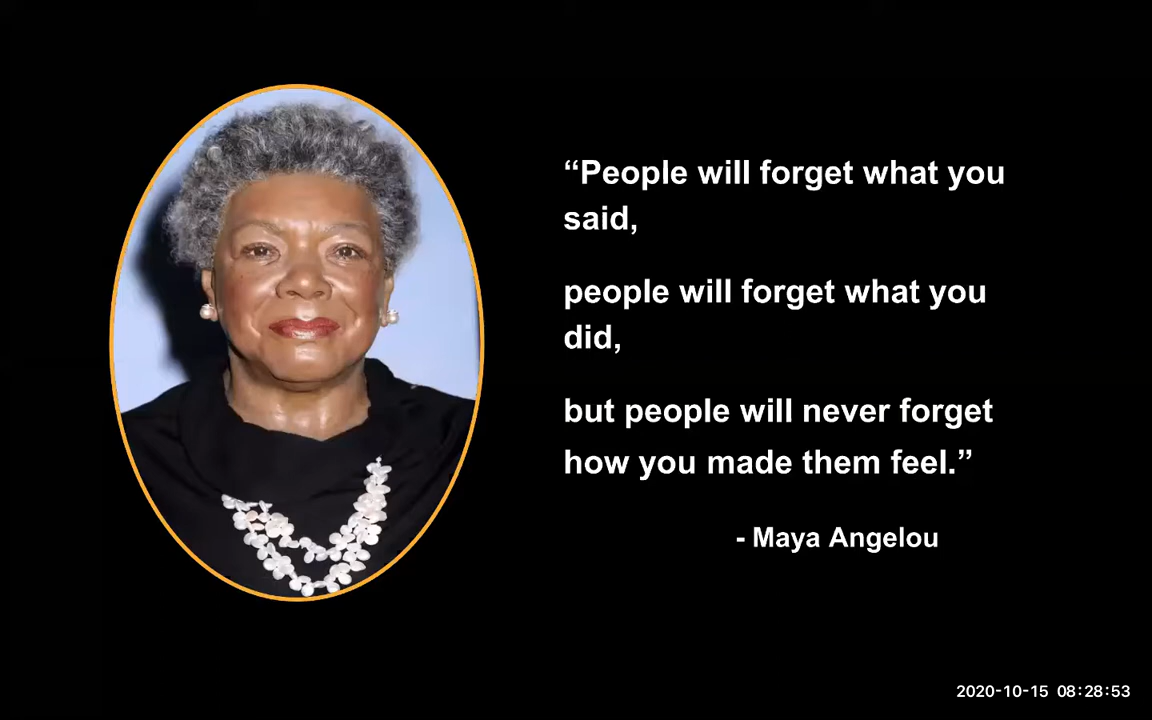 “People will forget what you
said,
people will forget what you
did,
but people will never forget
how you made them feel.”
- Maya Angelou
2020-10-15 08:28:53